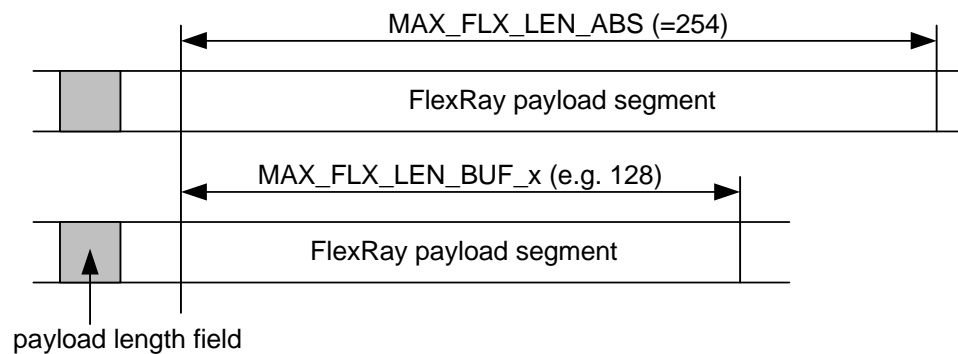 MAX_FLX_LEN_ABS (=254)
FlexRay payload segment
MAX_FLX_LEN_BUF_x (e.g. 128)
FlexRay payload segment
payload length field